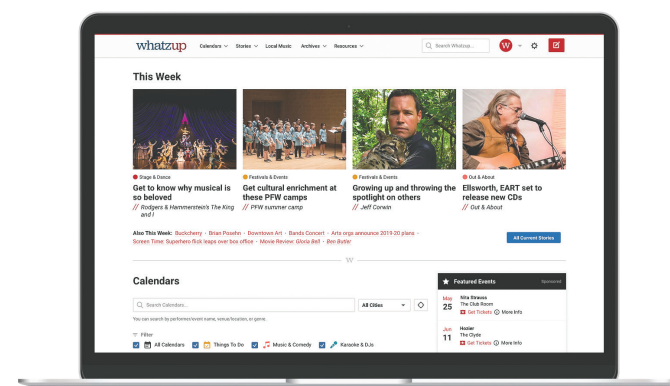 whatzup Calendars Stories Local Music Archives Resources Search Whatzup... W
This Week
Stage & Dance
Get to know why musical is
so beloved
// Rodgers & Hammerstein's The King
and I
Festivals & Events
Get cultural enrichment at
these PFW camps
// PFW summer camp
Festivals & Events
Growing up and throwing the
spotlight on others
// Jeff Corwin
Out & About
Ellsworth, EART set to
release new CDs
// Out & About
Also This Week: Buckcherry · Brian Posehn · Downtown Art · Bands Concert · Arts orgs announce 2019-20 plans ·
Screen Time: Superhero flick leaps over box office · Movie Review: Gloria Bell · Ben Butler
All Current Stories
W
Calendars
Search Calendars...
All Cities
You can search by performer/event name, venue/location, or genre.
Filter
All Calendars Things To Do Music & Comedy Karaoke & DJs
Featured Events Sponsored
May
25
Nita Strauss
The Club Room
Get Tickets More Info
Jun
11
Hozier
The Clyde
Get Tickets More Info